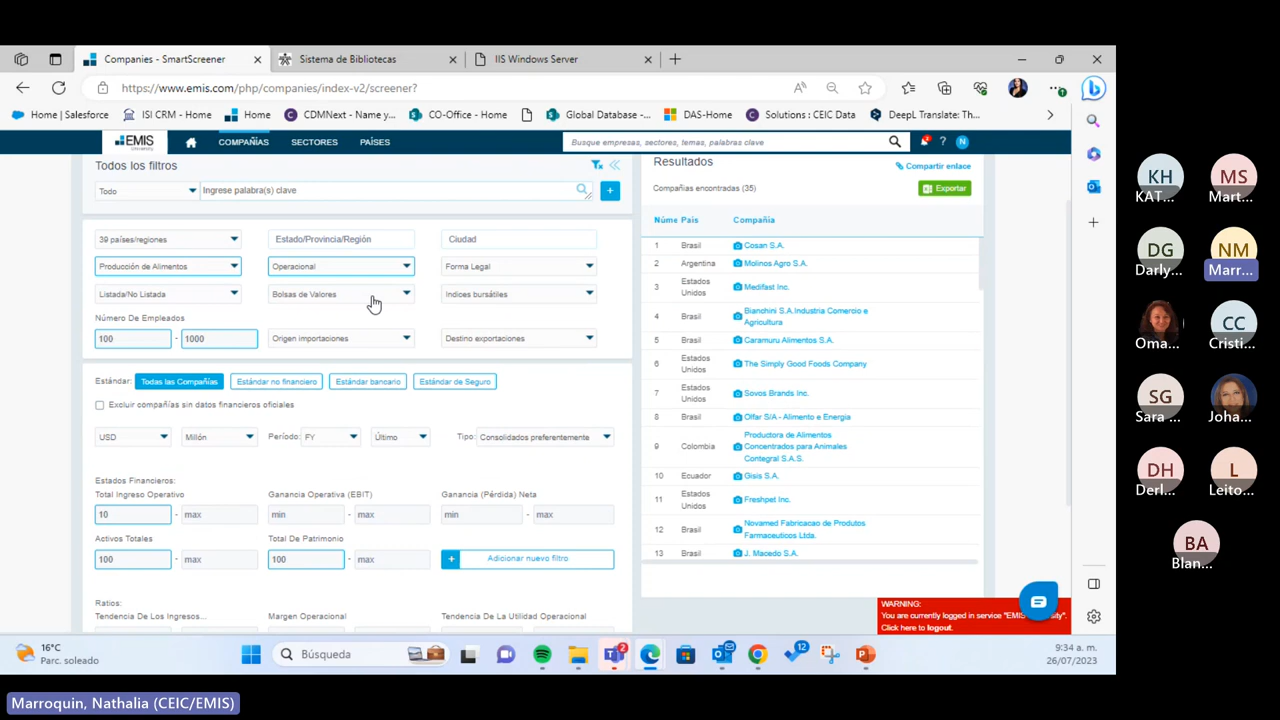 Companies - SmartScreener
Sistema de Bibliotecas
IIS Windows Server
https://www.emis.com/php/companies/index-v2/screener?
Home | Salesforce
ISI CRM - Home
Home
CDMNext - Name y...
CO-Office - Home
Global Database -...
DAS-Home
Solutions : CEIC Data
DeepL Translate: Th...
EMIS
University
COMPAÑÍAS
SECTORES
PAÍSES
Busque empresas, sectores, temas, palabras clave
? N
Todos los filtros
Todo
Ingrese palabra(s) clave
39 países/regiones
Estado/Provincia/Región
Ciudad
Producción de Alimentos
Operacional
Forma Legal
Listada/No Listada
Bolsas de Valores
Indices bursátiles
Número De Empleados
100 - 1000
Origen importaciones
Destino exportaciones
Estándar: Todas las Compañías
Estándar no financiero
Estándar bancario
Estándar de Seguro
Excluir compañías sin datos financieros oficiales
USD
Millón
Período: FY
Último
Tipo: Consolidados preferentemente
Estados Financieros:
Total Ingreso Operativo
Ganancia Operativa (EBIT)
Ganancia (Pérdida) Neta
10 - max
min - max
min - max
Activos Totales
Total De Patrimonio
100 - max
100 - max
Adicionar nuevo filtro
Ratios:
Tendencia De Los Ingresos...
Margen Operacional
Tendencia De La Utilidad Operacional
Resultados
Compartir enlace
Compañías encontradas (35)
Exportar
Núme País Compañía
1 Brasil Cosan S.A.
2 Argentina Molinos Agro S.A.
3 Estados Unidos Medifast Inc.
4 Brasil Bianchini S.A.Industria Comercio e
Agricultura
5 Brasil Caramuru Alimentos S.A.
6 Estados Unidos The Simply Good Foods Company
7 Estados Unidos Sovos Brands Inc.
8 Brasil Olfar S/A - Alimento e Energia
9 Colombia Productora de Alimentos
Concentrados para Animales
Contegral S.A.S.
10 Ecuador Gisis S.A.
11 Estados Unidos Freshpet Inc.
12 Brasil Novamed Fabricacao de Produtos
Farmaceuticos Ltda.
13 Brasil J. Macedo S.A.
WARNING:
You are currently logged in service "EMIS
Click here to logout.
16°C
Parc. soleado
Búsqueda
2
12
9:34 a. m.
26/07/2023
KH
KAT...
MS
Mart...
DG
Darly...
NM
Marr...
Oma...
CC
Cristi...
SG
Sara ...
Joha...
DH
Derl...
L
Leito...
BA
Blan...
Marroquin, Nathalia (CEIC/EMIS)